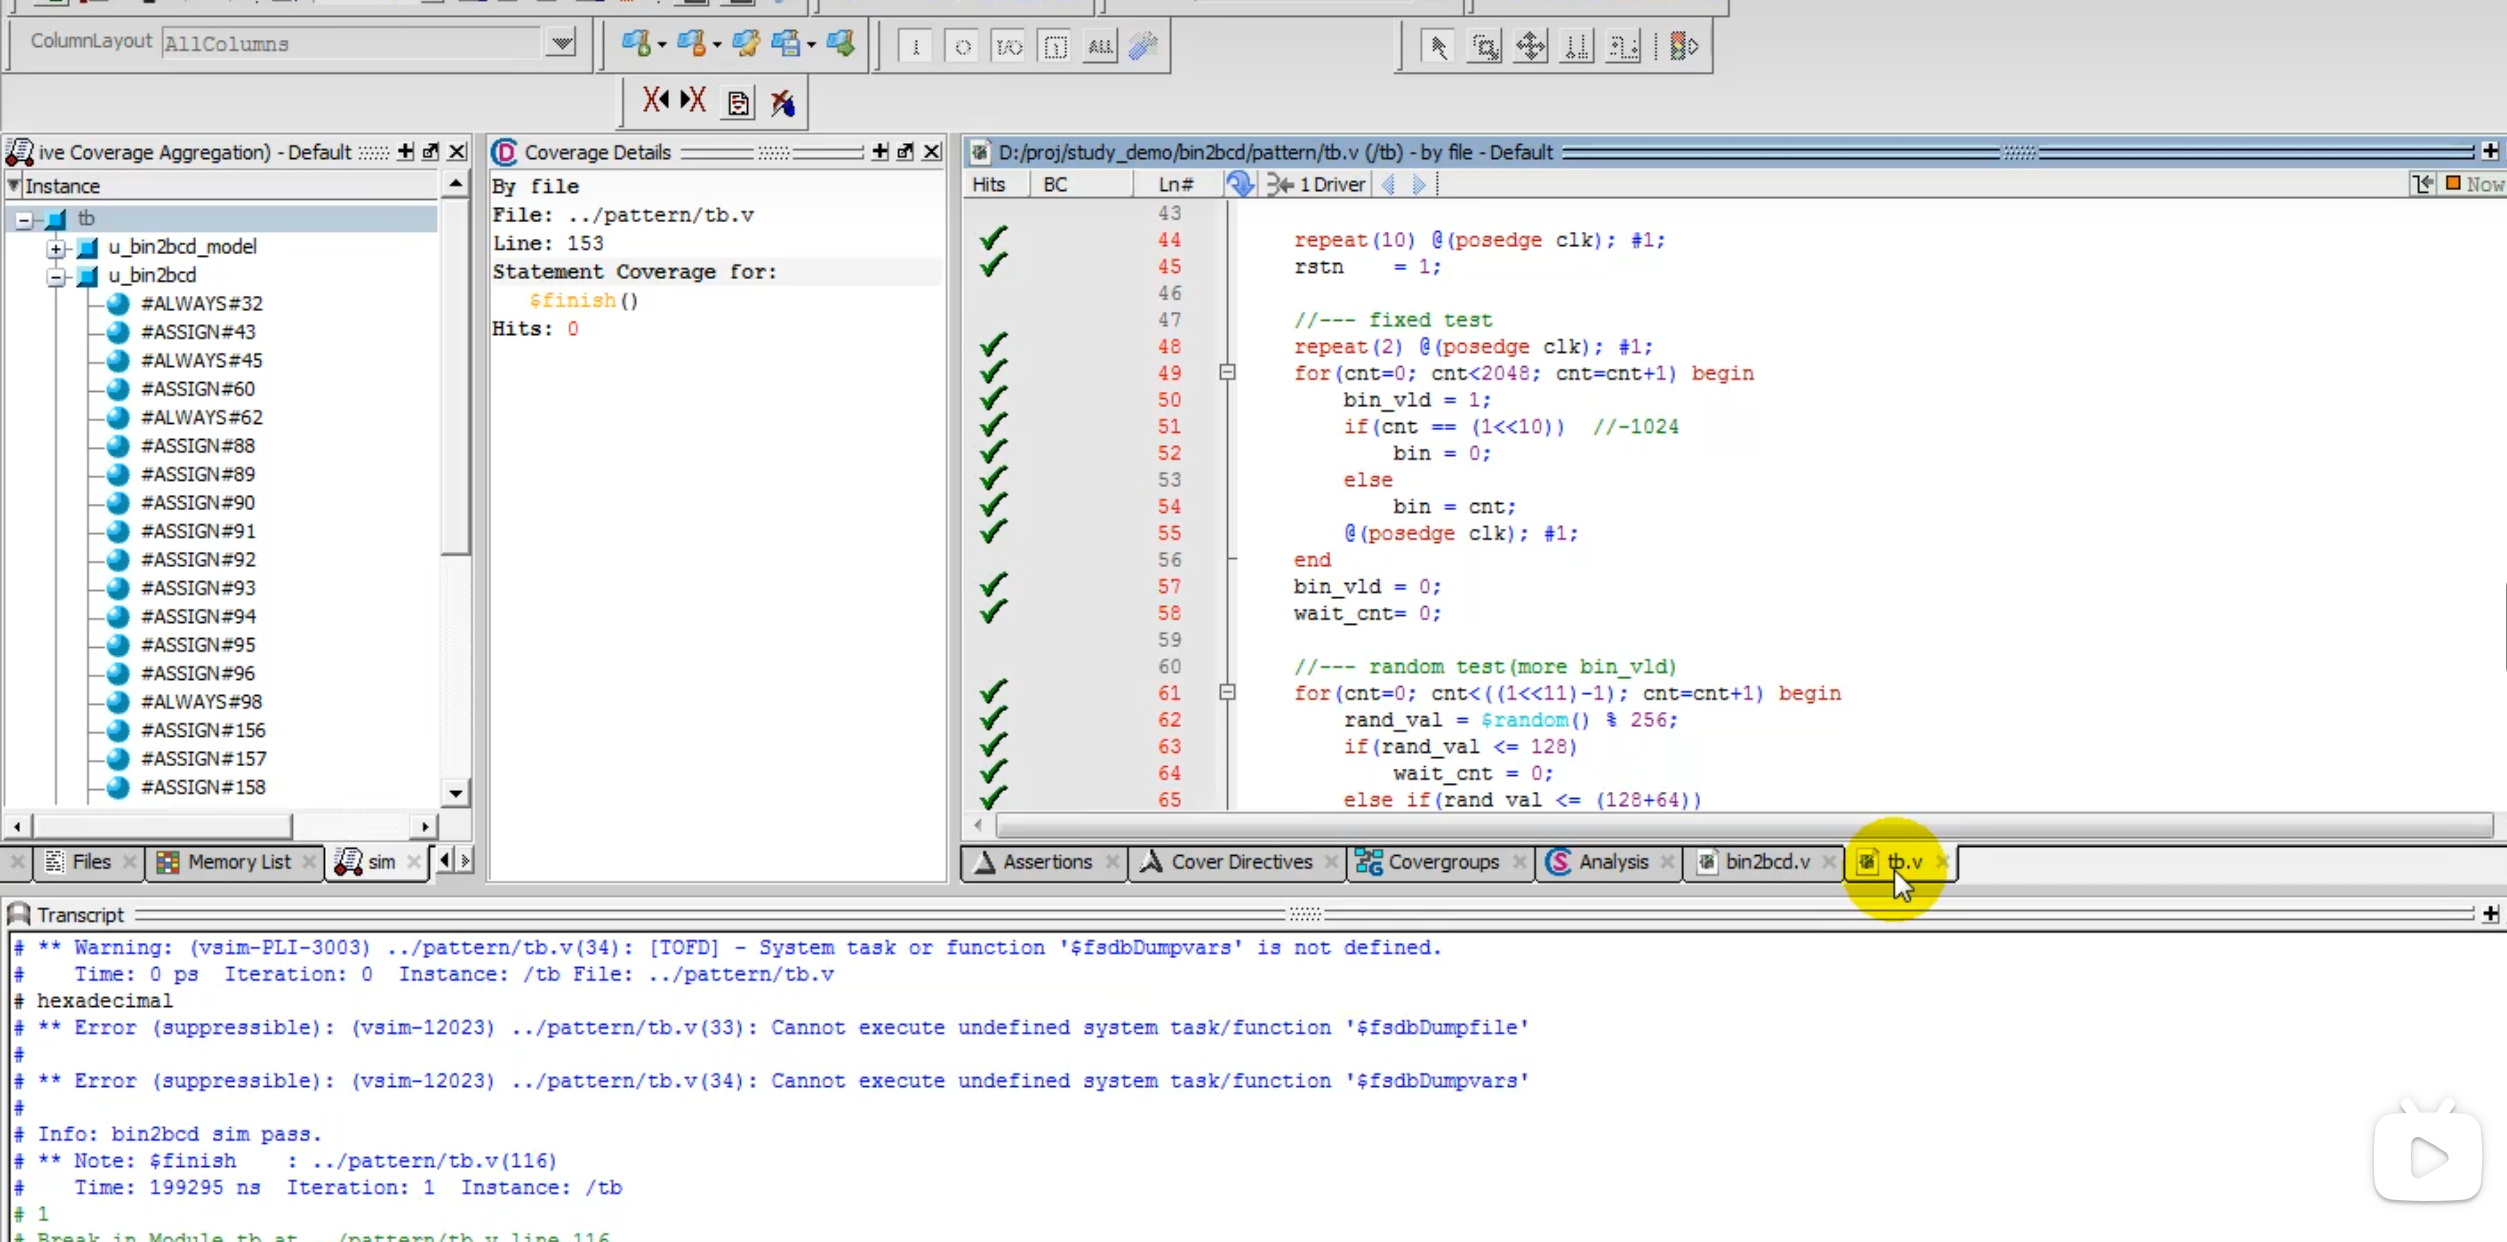 ColumnLayout AllColumns
I/O ALL
ive Coverage Aggregation) - Default
Instance
tb
u_bin2bcd_model
u_bin2bcd
#ALWAYS#32
#ASSIGN#43
#ALWAYS#45
#ASSIGN#60
#ALWAYS#62
#ASSIGN#88
#ASSIGN#89
#ASSIGN#90
#ASSIGN#91
#ASSIGN#92
#ASSIGN#93
#ASSIGN#94
#ASSIGN#95
#ASSIGN#96
#ALWAYS#98
#ASSIGN#156
#ASSIGN#157
#ASSIGN#158
Files Memory List sim
Coverage Details
By file
File: ../pattern/tb.v
Line: 153
Statement Coverage for:
$finish()
Hits: 0
D:/proj/study_demo/bin2bcd/pattern/tb.v (/tb) - by file - Default
Hits BC Ln# 1 Driver Now
43
44 repeat(10) @(posedge clk); #1;
45 rstn = 1;
46
47 //--- fixed test
48 repeat(2) @(posedge clk); #1;
49 for(cnt=0; cnt<2048; cnt=cnt+1) begin
50 bin_vld = 1;
51 if(cnt == (1<<10)) //-1024
52 bin = 0;
53 else
54 bin = cnt;
55 @(posedge clk); #1;
56 end
57 bin_vld = 0;
58 wait_cnt= 0;
59
60 //--- random test(more bin_vld)
61 for(cnt=0; cnt<((1<<11)-1); cnt=cnt+1) begin
62 rand_val = $random() % 256;
63 if(rand_val <= 128)
64 wait_cnt = 0;
65 else if(rand_val <= (128+64))
Assertions Cover Directives Covergroups Analysis bin2bcd.v tb.v
Transcript
# ** Warning: (vsim-PLI-3003) ../pattern/tb.v(34): [TOFD] - System task or function '$fsdbDumpvars' is not defined.
# Time: 0 ps Iteration: 0 Instance: /tb File: ../pattern/tb.v
# hexadecimal
# ** Error (suppressible): (vsim-12023) ../pattern/tb.v(33): Cannot execute undefined system task/function '$fsdbDumpfile'
#
# ** Error (suppressible): (vsim-12023) ../pattern/tb.v(34): Cannot execute undefined system task/function '$fsdbDumpvars'
#
# Info: bin2bcd sim pass.
# ** Note: $finish : ../pattern/tb.v(116)
# Time: 199295 ns Iteration: 1 Instance: /tb
# 1
# Break in Module tb at ../pattern/tb.v line 116